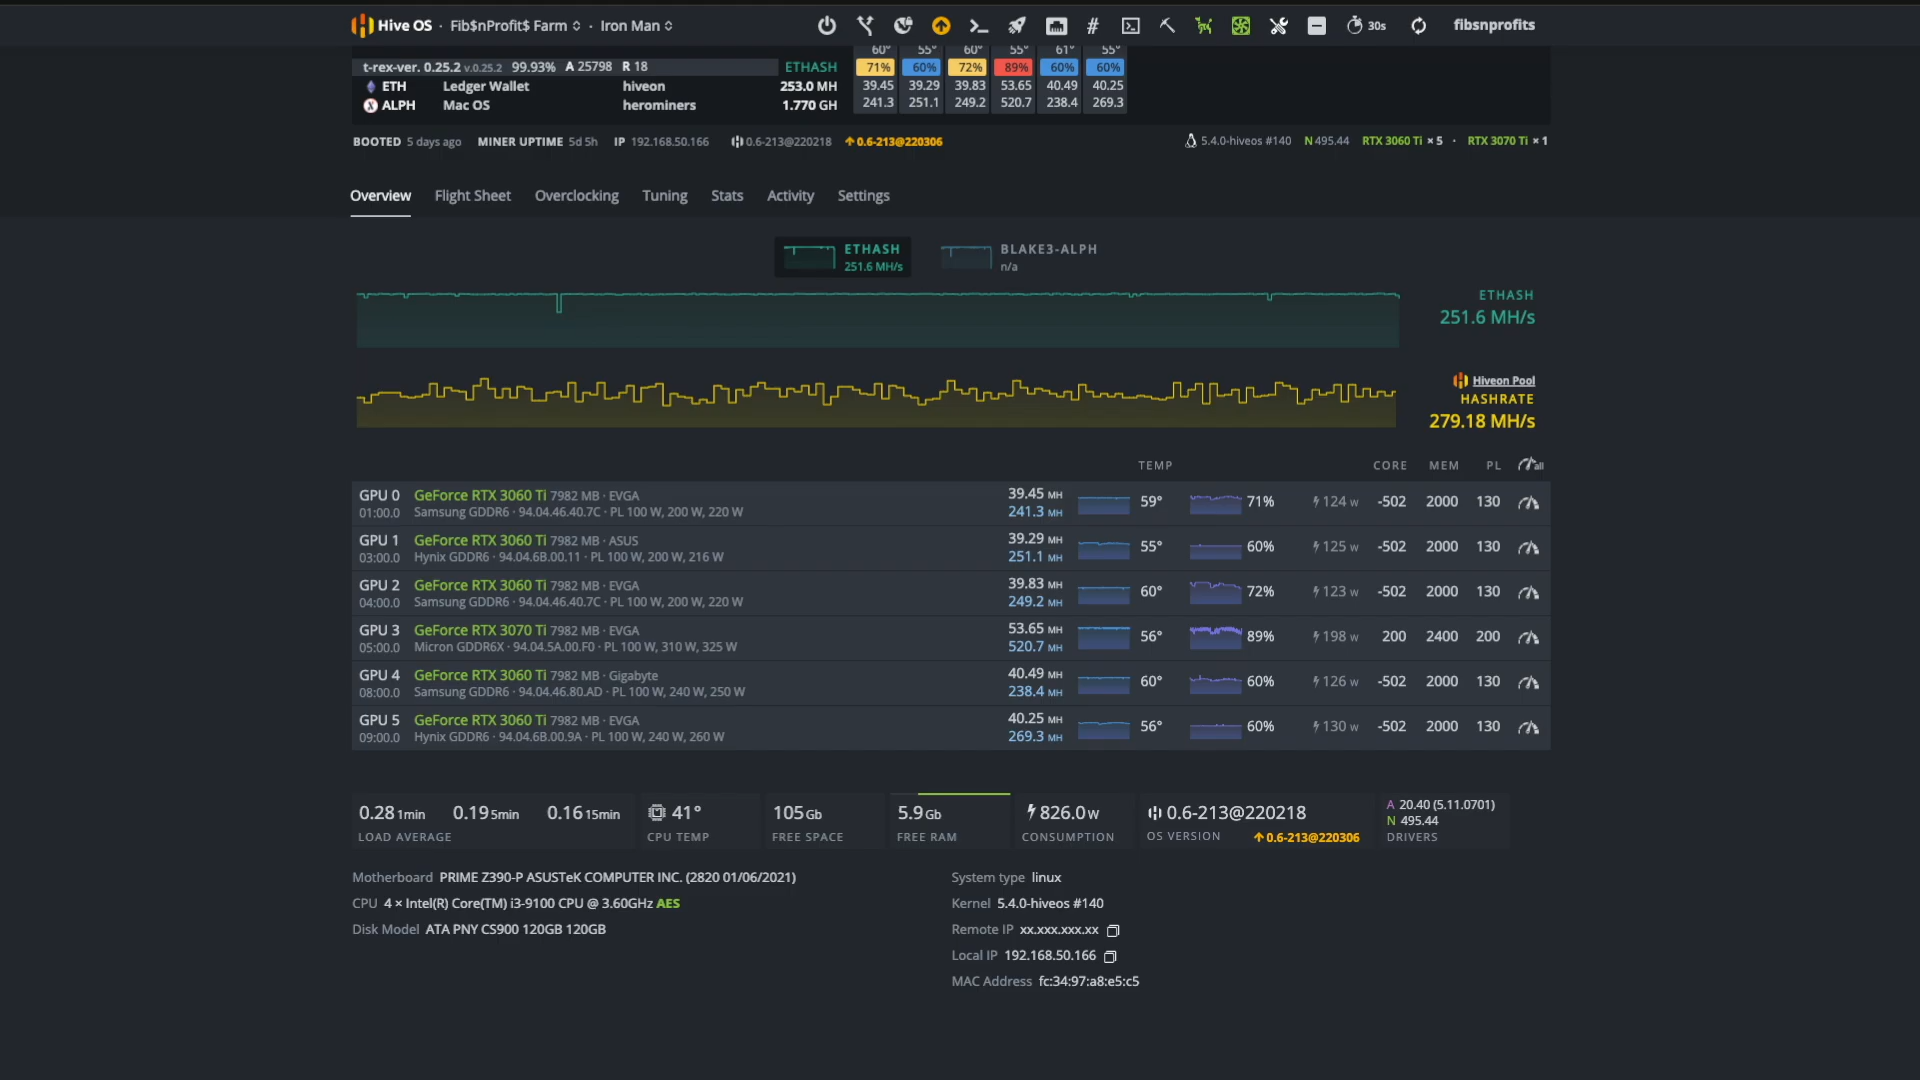 Hive OS · Fib$nProfit$ Farm · Iron Man
30s
fibsnprofits
60° 55° 60° 55° 61° 55°
t-rex-ver. 0.25.2 v.0.25.2 99.93% A 25798 R 18 ETHASH 71% 60% 72% 89% 60% 60%
ETH Ledger Wallet hiveon 253.0 MH 39.45 39.29 39.83 53.65 40.49 40.25
ALPH Mac OS herominers 1.770 GH 241.3 251.1 249.2 520.7 238.4 269.3
BOOTED 5 days ago MINER UPTIME 5d 5h IP 192.168.50.166 0.6-213@220218 0.6-213@220306 5.4.0-hiveos #140 N 495.44 RTX 3060 Ti × 5 · RTX 3070 Ti × 1
Overview Flight Sheet Overclocking Tuning Stats Activity Settings
ETHASH
251.6 MH/s
BLAKE3-ALPH
n/a
ETHASH
251.6 MH/s
Hiveon Pool
HASHRATE
279.18 MH/s
TEMP CORE MEM PL all
GPU 0 GeForce RTX 3060 Ti 7982 MB · EVGA 39.45 MH 59° 71% 124 W -502 2000 130
01:00.0 Samsung GDDR6 · 94.04.46.40.7C · PL 100 W, 200 W, 220 W 241.3 MH
GPU 1 GeForce RTX 3060 Ti 7982 MB · ASUS 39.29 MH 55° 60% 125 W -502 2000 130
03:00.0 Hynix GDDR6 · 94.04.6B.00.11 · PL 100 W, 200 W, 216 W 251.1 MH
GPU 2 GeForce RTX 3060 Ti 7982 MB · EVGA 39.83 MH 60° 72% 123 W -502 2000 130
04:00.0 Samsung GDDR6 · 94.04.46.40.7C · PL 100 W, 200 W, 220 W 249.2 MH
GPU 3 GeForce RTX 3070 Ti 7982 MB · EVGA 53.65 MH 56° 89% 198 W 200 2400 200
05:00.0 Micron GDDR6X · 94.04.5A.00.F0 · PL 100 W, 310 W, 325 W 520.7 MH
GPU 4 GeForce RTX 3060 Ti 7982 MB · Gigabyte 40.49 MH 60° 60% 126 W -502 2000 130
08:00.0 Samsung GDDR6 · 94.04.46.80.AD · PL 100 W, 240 W, 250 W 238.4 MH
GPU 5 GeForce RTX 3060 Ti 7982 MB · EVGA 40.25 MH 56° 60% 130 W -502 2000 130
09:00.0 Hynix GDDR6 · 94.04.6B.00.9A · PL 100 W, 240 W, 260 W 269.3 MH
0.28 1min 0.19 5min 0.16 15min
LOAD AVERAGE
41°
CPU TEMP
105 Gb
FREE SPACE
5.9 Gb
FREE RAM
826.0 W
CONSUMPTION
0.6-213@220218
OS VERSION 0.6-213@220306
A 20.40 (5.11.0701)
N 495.44
DRIVERS
Motherboard PRIME Z390-P ASUSTeK COMPUTER INC. (2820 01/06/2021)
CPU 4 × Intel(R) Core(TM) i3-9100 CPU @ 3.60GHz AES
Disk Model ATA PNY CS900 120GB 120GB
System type linux
Kernel 5.4.0-hiveos #140
Remote IP xx.xxx.xxx.xx
Local IP 192.168.50.166
MAC Address fc:34:97:a8:e5:c5